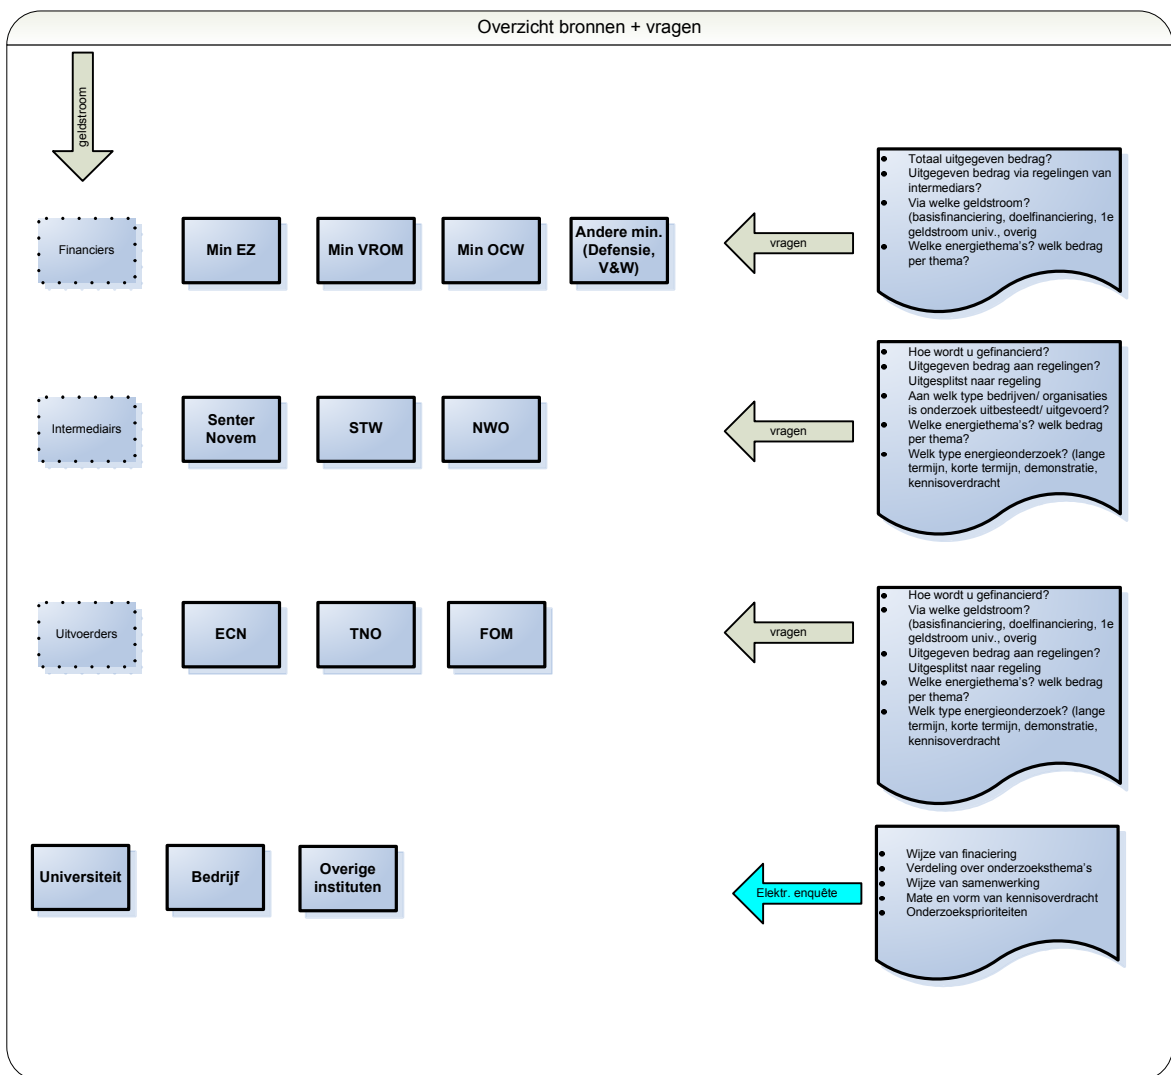 Overzicht bronnen + vragen
geldstroom
Financiers
Min EZ
Min VROM
Min OCW
Andere min.
(Defensie,
V&W)
vragen
• Totaal uitgegeven bedrag?
• Uitgegeven bedrag via regelingen van
intermediars?
• Via welke geldstroom?
(basisfinanciering, doelfinanciering, 1e
geldstroom univ., overig
• Welke energiethema's? welk bedrag
per thema?
Intermediairs
Senter
Novem
STW
NWO
vragen
• Hoe wordt u gefinancierd?
• Uitgegeven bedrag aan regelingen?
Uitgesplitst naar regeling
• Aan welk type bedrijven/ organisaties
is onderzoek uitbesteedt/ uitgevoerd?
• Welke energiethema's? welk bedrag
per thema?
• Welk type energieonderzoek? (lange
termijn, korte termijn, demonstratie,
kennisoverdracht
Uitvoerders
ECN
TNO
FOM
vragen
• Hoe wordt u gefinancierd?
• Via welke geldstroom?
(basisfinanciering, doelfinanciering, 1e
geldstroom univ., overig
• Uitgegeven bedrag aan regelingen?
Uitgesplitst naar regeling
• Welke energiethema's? welk bedrag
per thema?
• Welk type energieonderzoek? (lange
termijn, korte termijn, demonstratie,
kennisoverdracht
Universiteit
Bedrijf
Overige
instituten
Elektr. enquête
• Wijze van finaciering
• Verdeling over onderzoeksthema's
• Wijze van samenwerking
• Mate en vorm van kennisoverdracht
• Onderzoeksprioriteiten